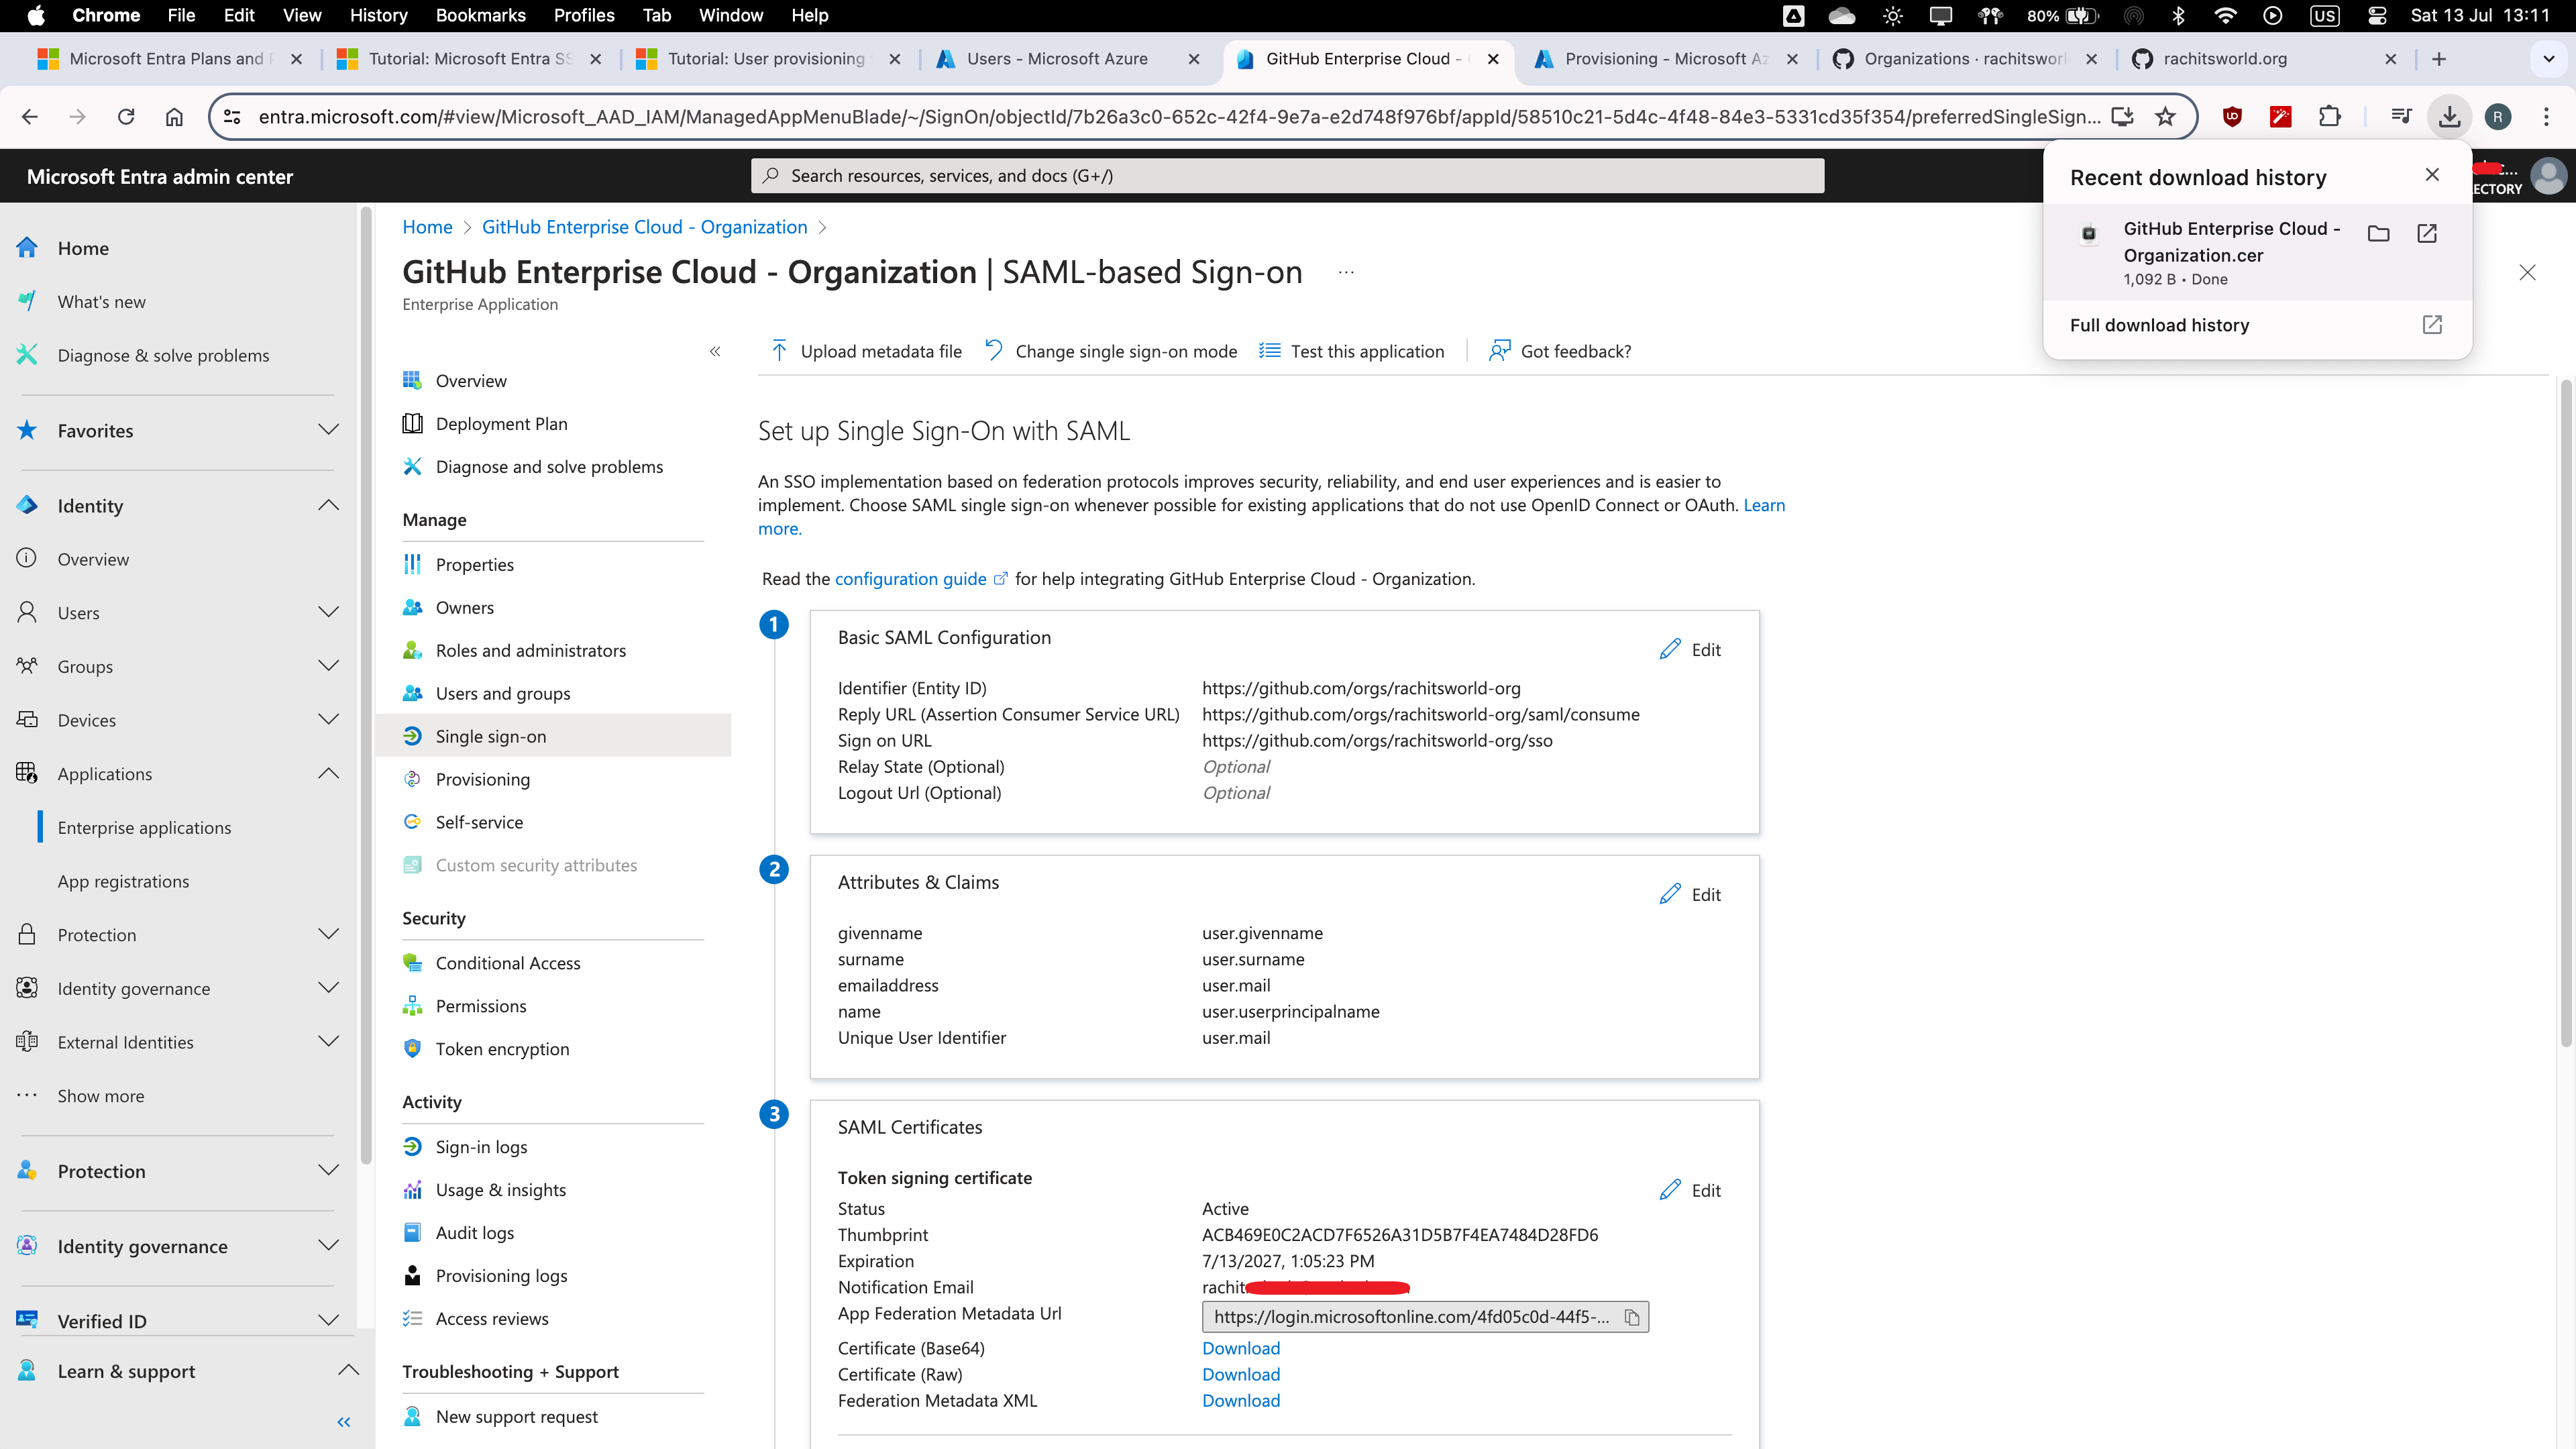 Chrome File Edit View History Bookmarks Profiles Tab Window Help
80% US Sat 13 Jul 13:11
Microsoft Entra Plans and P
Tutorial: Microsoft Entra SS
Tutorial: User provisioning
Users - Microsoft Azure
GitHub Enterprise Cloud -
Provisioning - Microsoft Az
Organizations · rachitsworl
rachitsworld.org
entra.microsoft.com/#view/Microsoft_AAD_IAM/ManagedAppMenuBlade/~/SignOn/objectId/7b26a3c0-652c-42f4-9e7a-e2d748f976bf/appId/58510c21-5d4c-4f48-84e3-5331cd35f354/preferredSingleSign...
R
Microsoft Entra admin center
Search resources, services, and docs (G+/)
ECTORY
Recent download history
GitHub Enterprise Cloud -
Organization.cer
1,092 B • Done
Full download history
Home
What's new
Diagnose & solve problems
Favorites
Identity
Overview
Users
Groups
Devices
Applications
Enterprise applications
App registrations
Protection
Identity governance
External Identities
Show more
Protection
Identity governance
Verified ID
Learn & support
Home > GitHub Enterprise Cloud - Organization >
GitHub Enterprise Cloud - Organization | SAML-based Sign-on ...
Enterprise Application
Overview
Deployment Plan
Diagnose and solve problems
Manage
Properties
Owners
Roles and administrators
Users and groups
Single sign-on
Provisioning
Self-service
Custom security attributes
Security
Conditional Access
Permissions
Token encryption
Activity
Sign-in logs
Usage & insights
Audit logs
Provisioning logs
Access reviews
Troubleshooting + Support
New support request
Upload metadata file Change single sign-on mode Test this application Got feedback?
Set up Single Sign-On with SAML
An SSO implementation based on federation protocols improves security, reliability, and end user experiences and is easier to
implement. Choose SAML single sign-on whenever possible for existing applications that do not use OpenID Connect or OAuth. Learn
more.
Read the configuration guide for help integrating GitHub Enterprise Cloud - Organization.
1
Basic SAML Configuration
Edit
Identifier (Entity ID) https://github.com/orgs/rachitsworld-org
Reply URL (Assertion Consumer Service URL) https://github.com/orgs/rachitsworld-org/saml/consume
Sign on URL https://github.com/orgs/rachitsworld-org/sso
Relay State (Optional) Optional
Logout Url (Optional) Optional
2
Attributes & Claims
Edit
givenname user.givenname
surname user.surname
emailaddress user.mail
name user.userprincipalname
Unique User Identifier user.mail
3
SAML Certificates
Token signing certificate
Edit
Status Active
Thumbprint ACB469E0C2ACD7F6526A31D5B7F4EA7484D28FD6
Expiration 7/13/2027, 1:05:23 PM
Notification Email rachit
App Federation Metadata Url https://login.microsoftonline.com/4fd05c0d-44f5-...
Certificate (Base64) Download
Certificate (Raw) Download
Federation Metadata XML Download